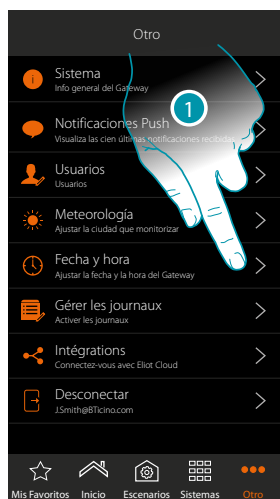 Otro
Sistema
Info general del Gateway
1
Notificaciones Push
Visualiza las cien últimas notificaciones recibidas
Usuarios
Usuarios
Meteorología
Ajustar la ciudad que monitorizar
Fecha y hora
Ajustar la fecha y la hora del Gateway
Gérer les journaux
Activer les journaux
Intégrations
Connectez-vous avec Eliot Cloud
Desconectar
J.Smith@BTicino.com
Mis Favoritos Inicio Escenarios Sistemas Otro